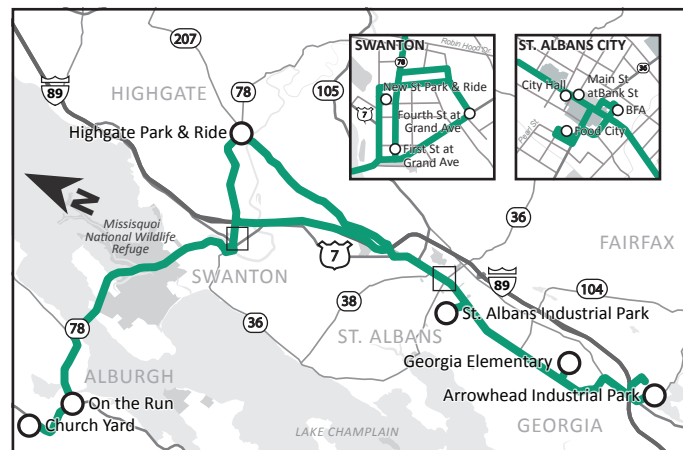 207
89
HIGHGATE
78
105
Highgate Park & Ride
N
Missisquoi
National Wildlife
Refuge
SWANTON
7
36
38
ST. ALBANS
36
FAIRFAX
89
104
St. Albans Industrial Park
Georgia Elementary
Arrowhead Industrial Park
GEORGIA
78
ALBURGH
On the Run
Church Yard
LAKE CHAMPLAIN
SWANTON
Robin Hood Dr
78
New St Park & Ride
7
Fourth St at
Grand Ave
First St at
Grand Ave
ST. ALBANS CITY
36
City Hall
Main St
at Bank St
BFA
Pearl St
Food City